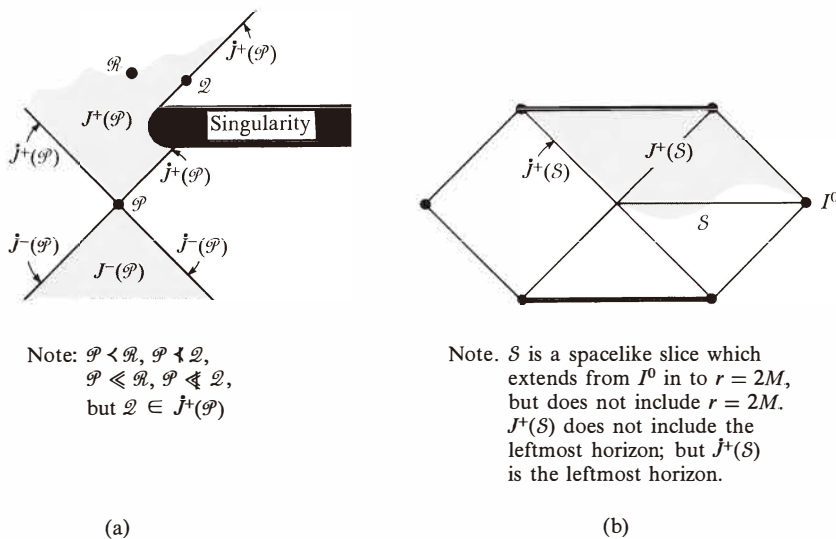 𝒥̇⁺(𝒫)
ℛ
𝒬
J⁺(𝒫)
Singularity
J̇⁺(𝒫)
J̇⁺(𝒫)
𝒫
J̇⁻(𝒫)
J̇⁻(𝒫)
J⁻(𝒫)
Note: 𝒫 ≺ ℛ, 𝒫 ⊀ 𝒬,
𝒫 ≪ ℛ, 𝒫 ≪̸ 𝒬,
but 𝒬 ∈ J̇⁺(𝒫)
(a)
J⁺(𝒮)
J̇⁺(𝒮)
I⁰
𝒮
Note. 𝒮 is a spacelike slice which
extends from I⁰ in to r = 2M,
but does not include r = 2M.
J⁺(𝒮) does not include the
leftmost horizon; but J̇⁺(𝒮)
is the leftmost horizon.
(b)